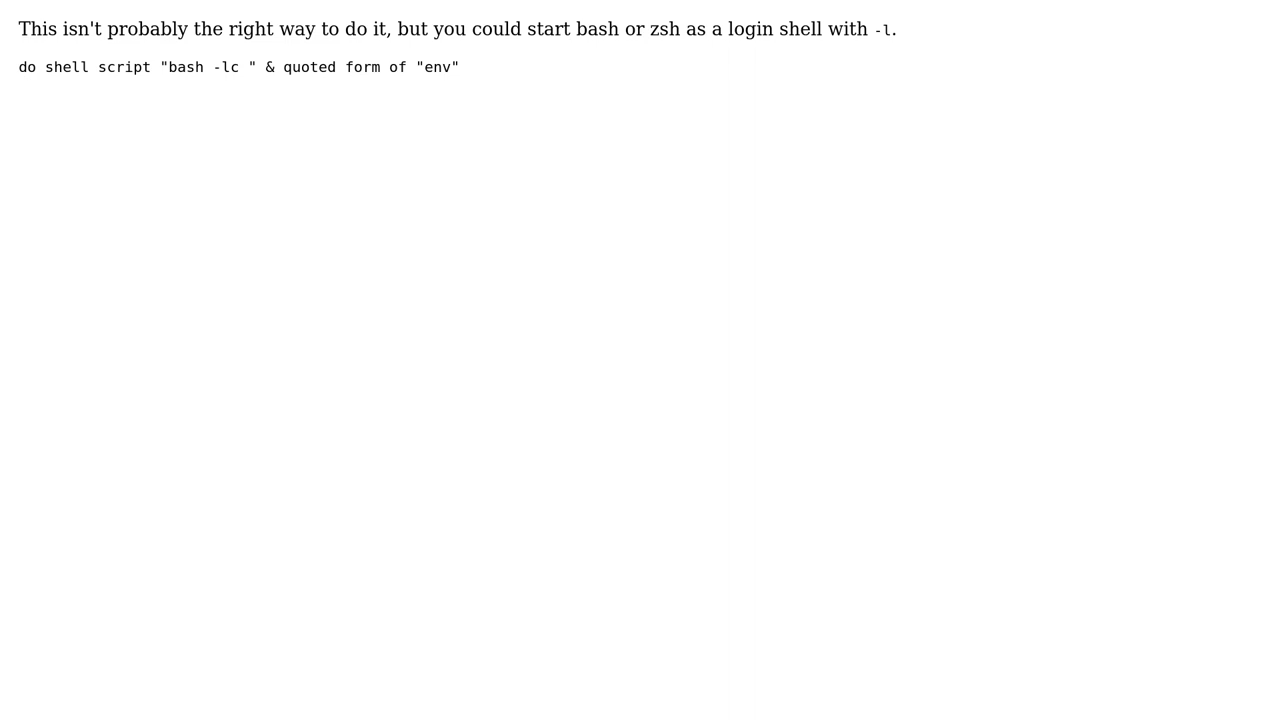 This isn't probably the right way to do it, but you could start bash or zsh as a login shell with -l.
do shell script "bash -lc " & quoted form of "env"